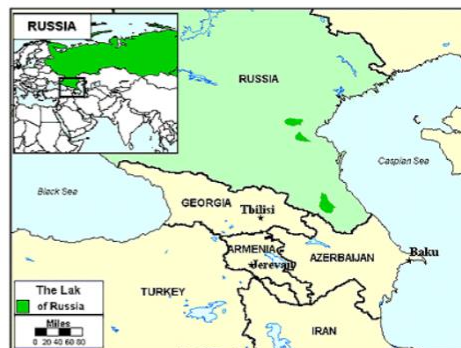 RUSSIA
RUSSIA
Caspian Sea
Black Sea
GEORGIA
Tbilisi
ARMENIA
AZERBAIJAN
Baku
Jerevan
The Lak
of Russia
TURKEY
Miles
0 20 40 60 80
IRAN